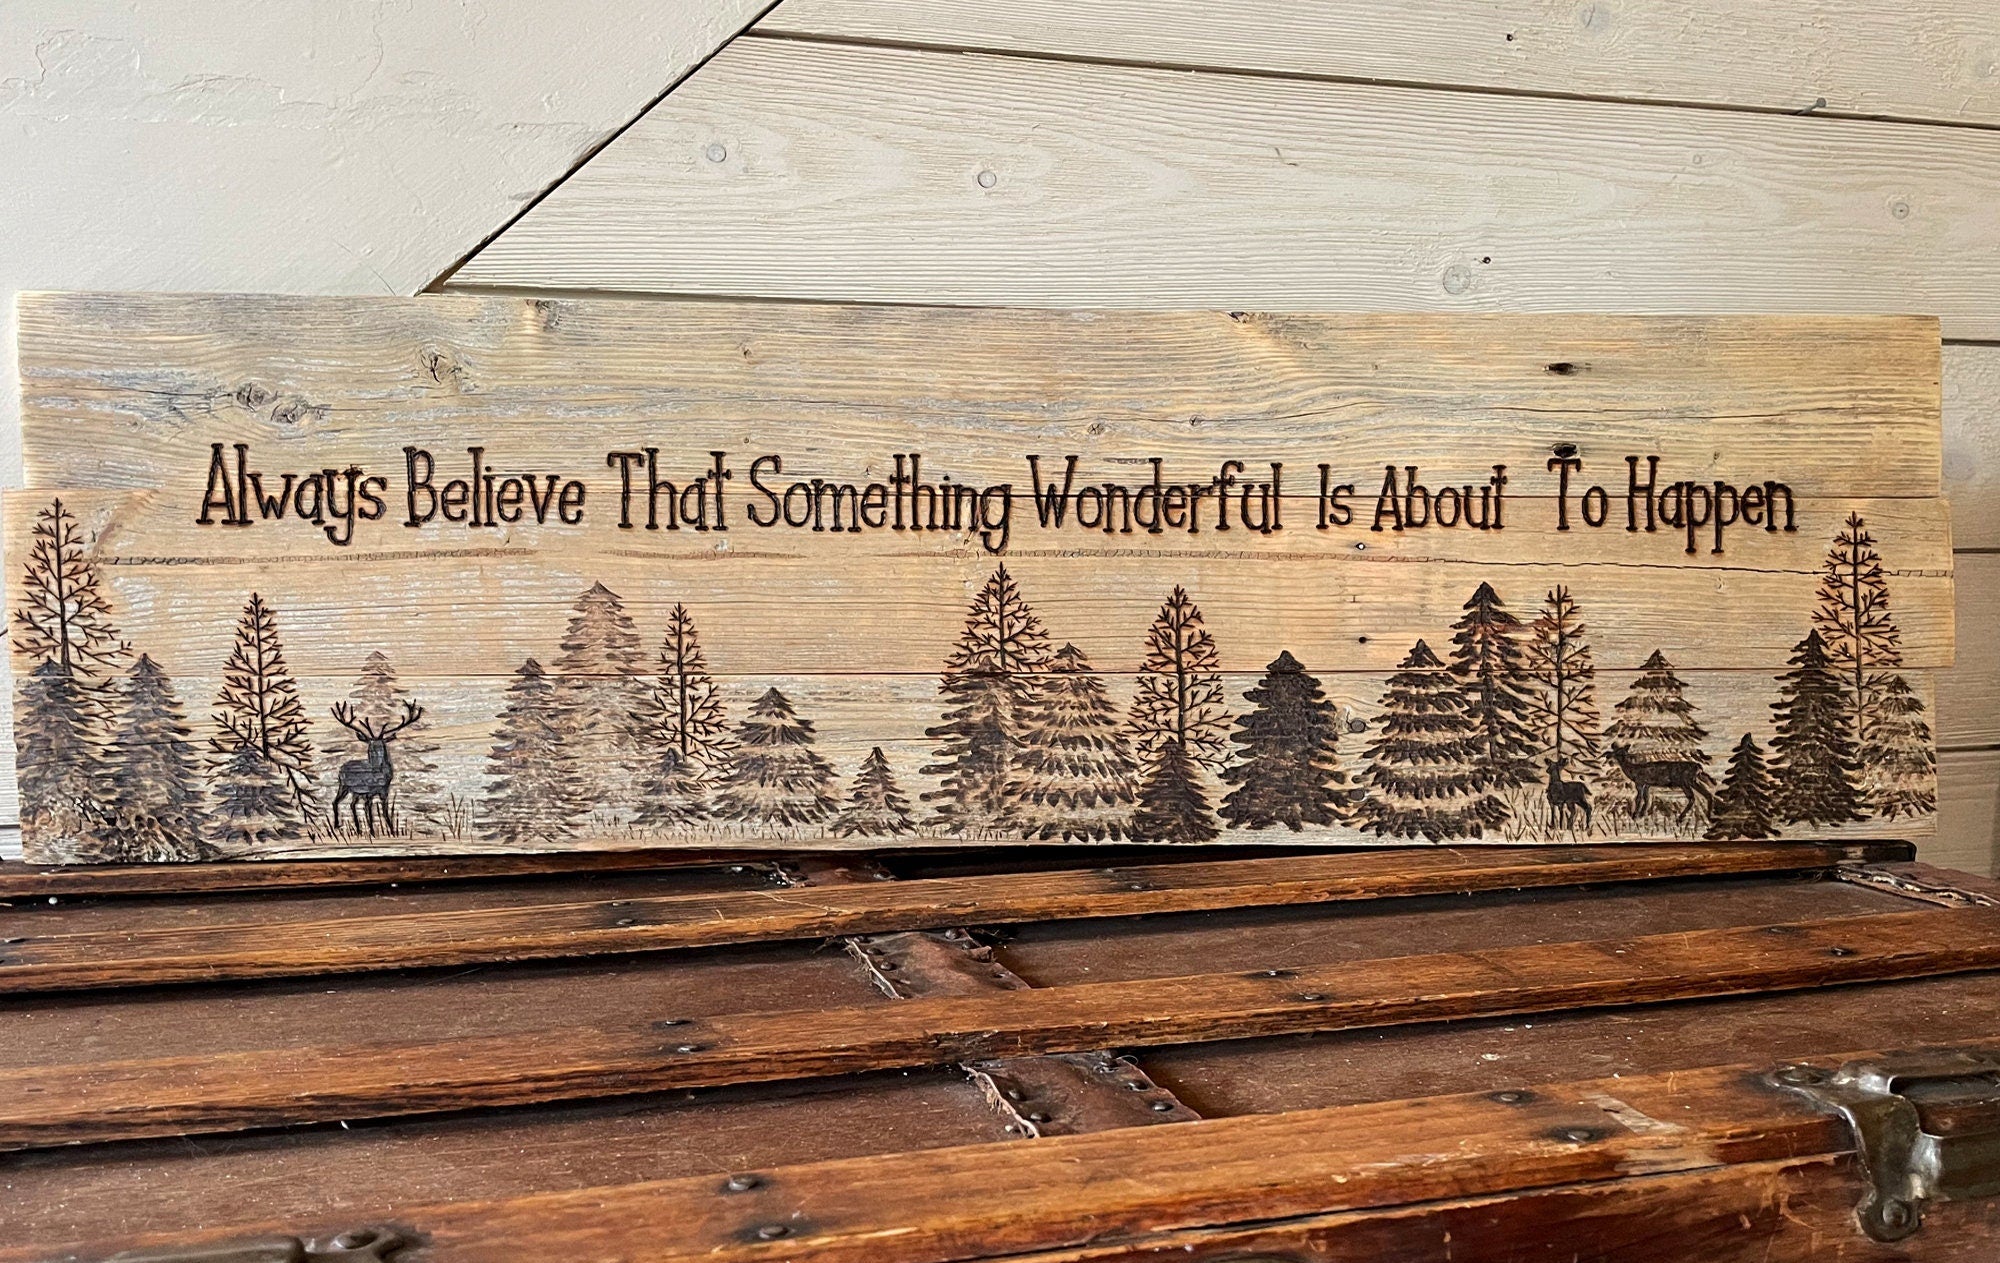 Always Believe That Something Wonderful Is About To Happen